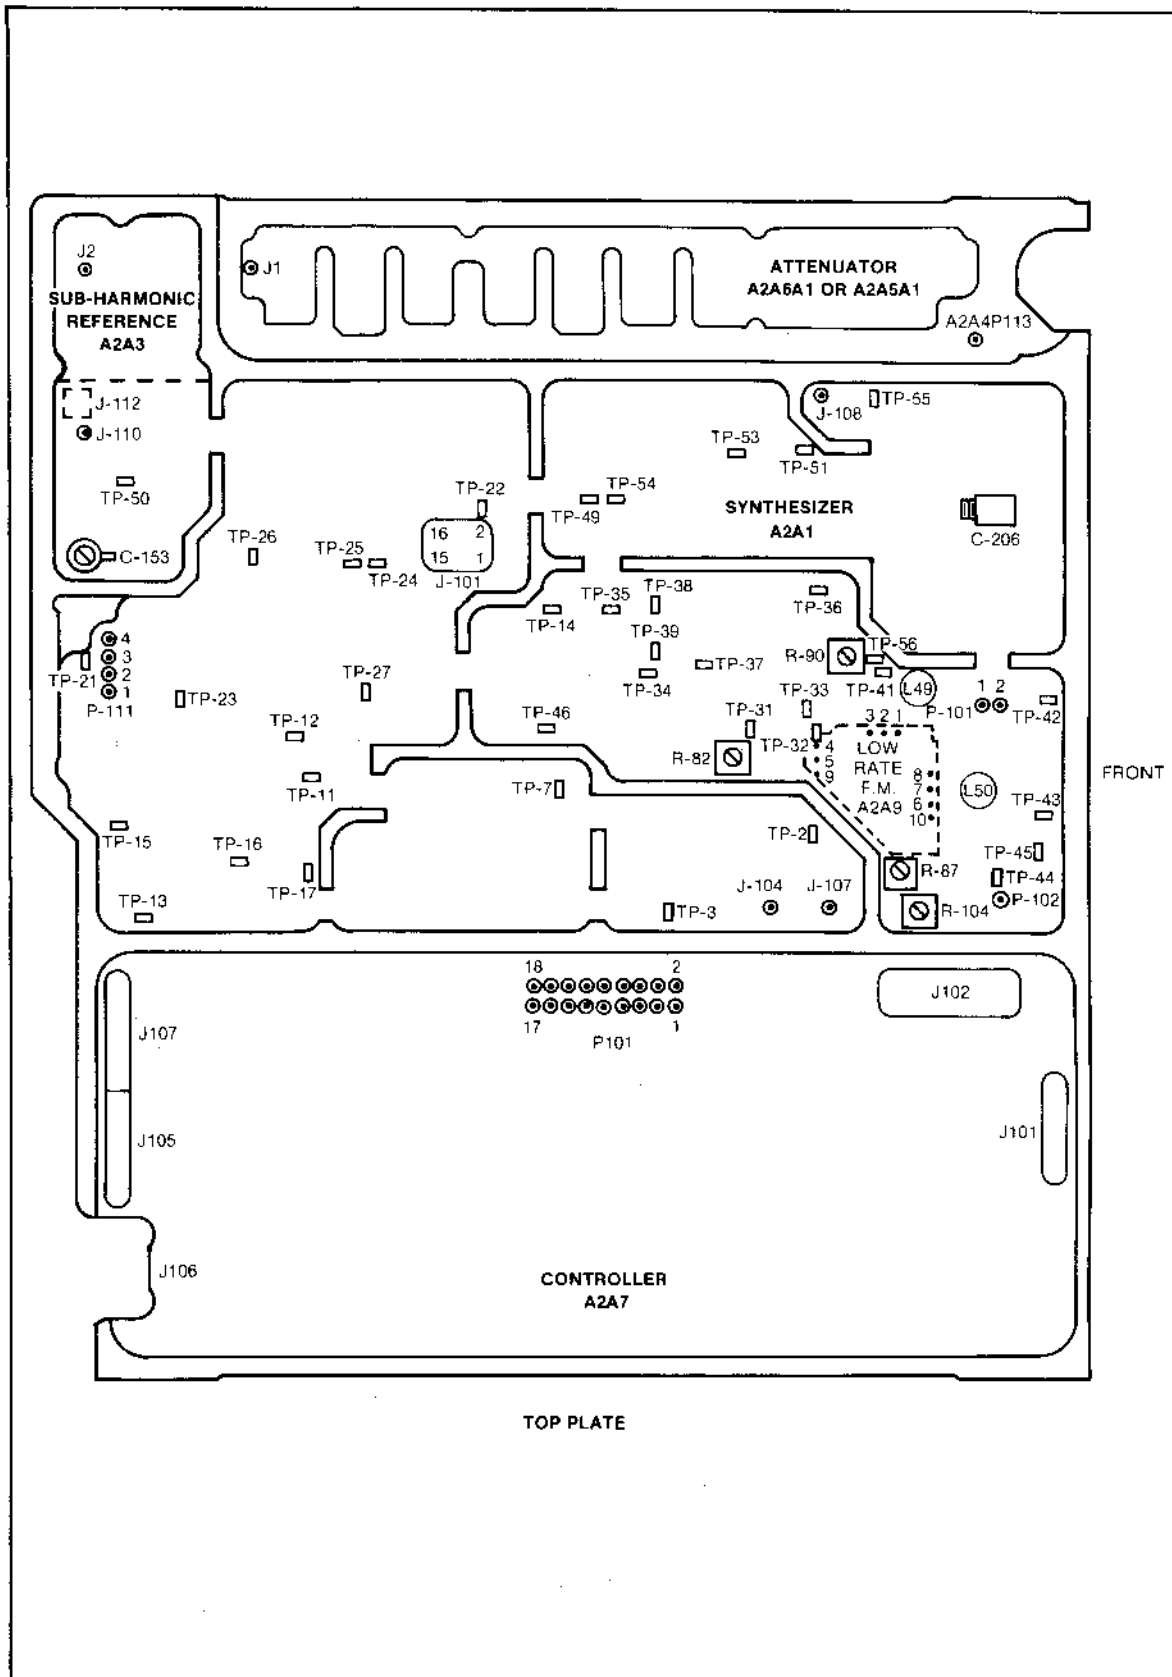 J2
J1
SUB-HARMONIC
REFERENCE
A2A3
ATTENUATOR
A2A6A1 OR A2A5A1
A2A4P113
J-112
J-110
J-108
TP-55
TP-53
TP-51
TP-50
TP-22
TP-49
TP-54
SYNTHESIZER
A2A1
C-206
16 2
15 1
J-101
TP-26
TP-25
TP-24
C-153
TP-14
TP-35
TP-38
TP-36
TP-39
TP-37
TP-34
R-90
TP-56
TP-41
L49
4
3
2
1
TP-21
P-111
TP-23
TP-27
TP-12
TP-46
TP-31
TP-33
TP-32
P-101
1 2
TP-42
3 2 1
4
5
9
LOW
RATE
F.M.
A2A9
8
7
6
10
R-82
L50
FRONT
TP-11
TP-7
TP-43
TP-15
TP-16
TP-17
TP-2
TP-45
R-87
TP-44
TP-13
TP-3
J-104
J-107
R-104
P-102
18 2
17 1
P101
J102
J107
J105
J101
J106
CONTROLLER
A2A7
TOP PLATE